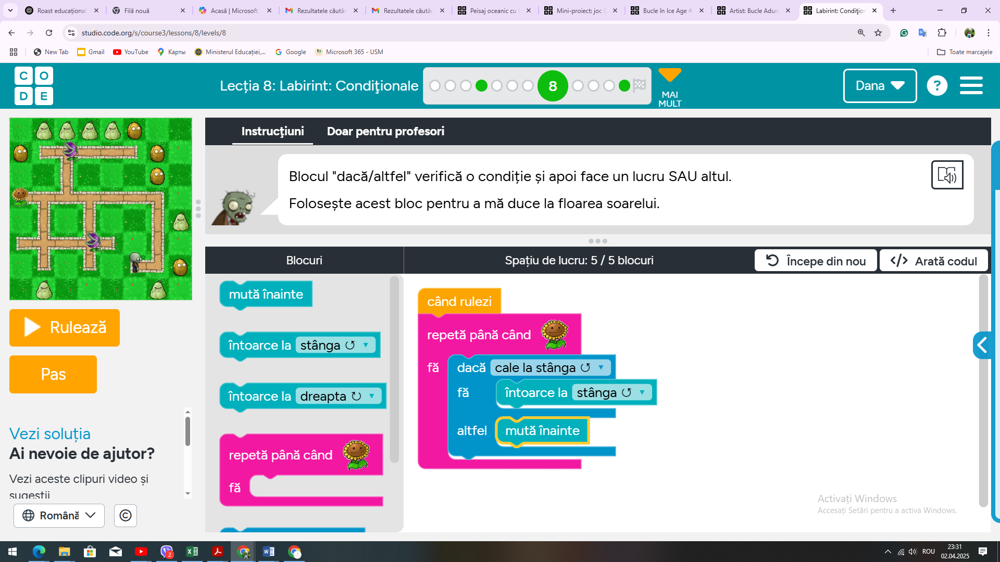 Roast educațional
Filă nouă
Acasă | Microsoft
Rezultatele căutăr
Rezultatele căutăr
Peisaj oceanic cu
Mini-proiect: joc
Bucle în Ice Age
Artist: Bucle Adun
Labirint: Condiţior
studio.code.org/s/course3/lessons/8/levels/8
New Tab
Gmail
YouTube
Карты
Ministerul Educației,...
Google
Microsoft 365 - USM
Toate marcajele
C O
D E
Lecția 8: Labirint: Condiţionale
8
MAI
MULT
Dana
?
Instrucţiuni
Doar pentru profesori
Blocul "dacă/altfel" verifică o condiție și apoi face un lucru SAU altul.
Folosește acest bloc pentru a mă duce la floarea soarelui.
Blocuri
Spațiu de lucru: 5 / 5 blocuri
Începe din nou
Arată codul
mută înainte
întoarce la stânga
întoarce la dreapta
repetă până când
fă
când rulezi
repetă până când
fă
dacă cale la stânga
fă
întoarce la stânga
altfel
mută înainte
Rulează
Pas
Vezi soluția
Ai nevoie de ajutor?
Vezi aceste clipuri video și
sugestii
Română
©
Activați Windows
Accesați Setări pentru a activa Windows.
2
ROU
23:31
02.04.2025